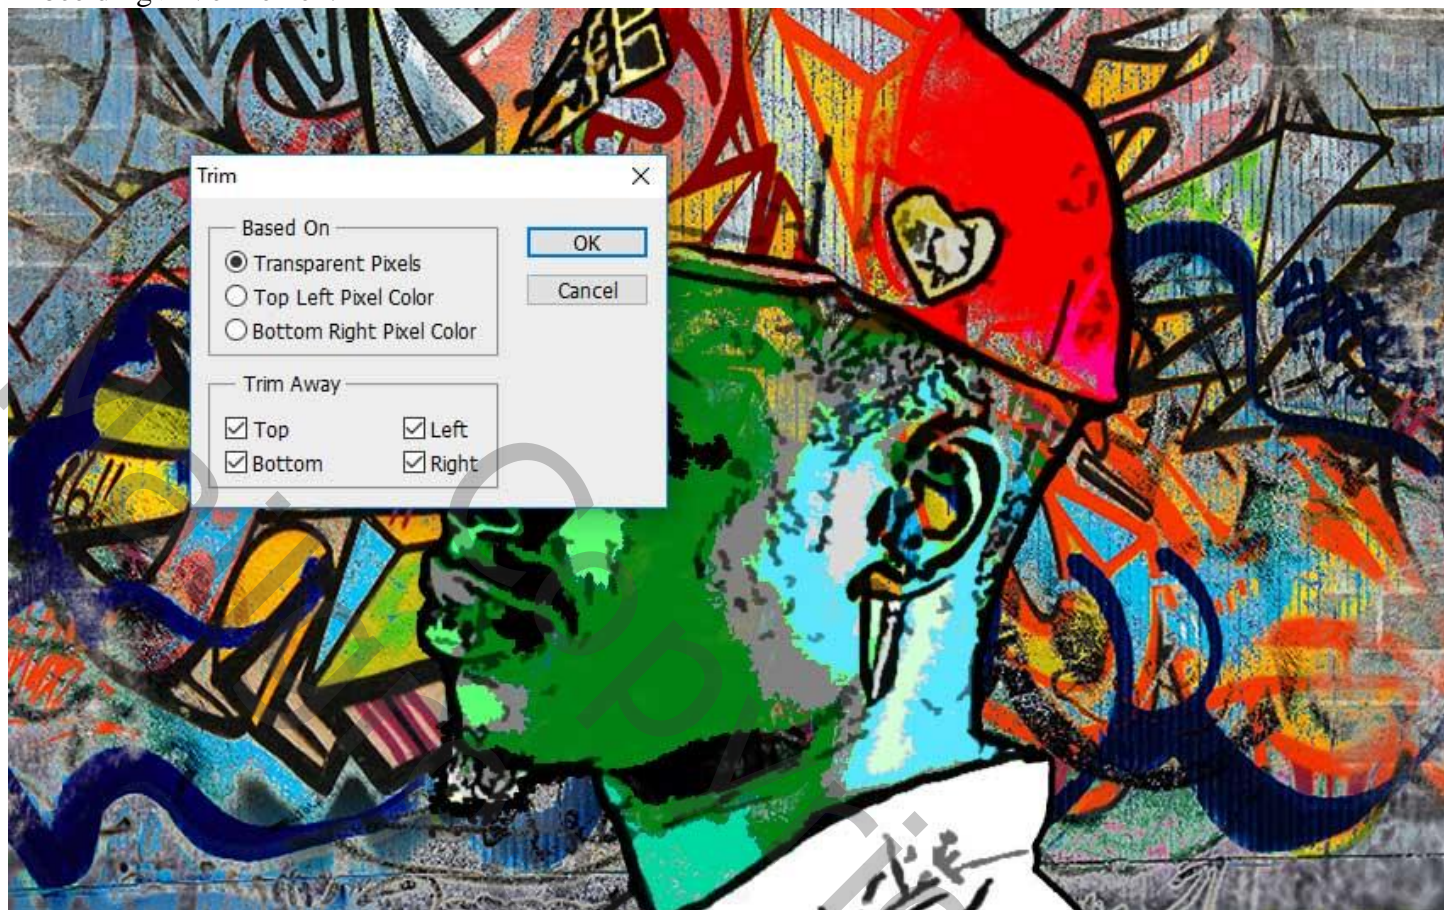 Trim
Based On
Transparent Pixels
Top Left Pixel Color
Bottom Right Pixel Color
OK
Cancel
Trim Away
Top
Left
Bottom
Right